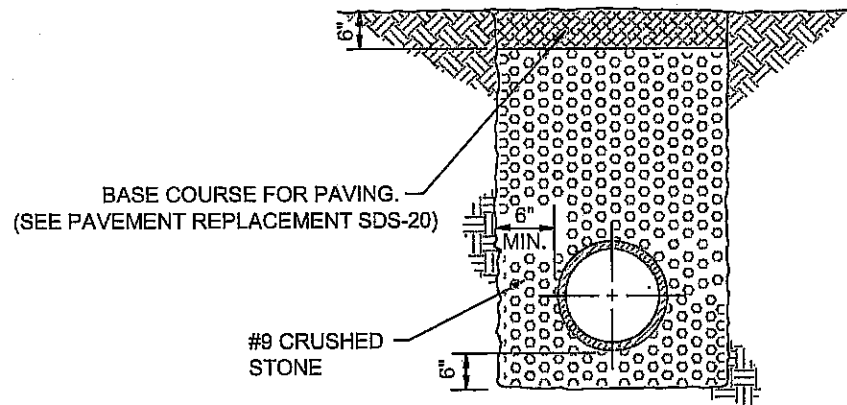 6"
BASE COURSE FOR PAVING.
(SEE PAVEMENT REPLACEMENT SDS-20)
6"
MIN.
#9 CRUSHED
STONE
6"